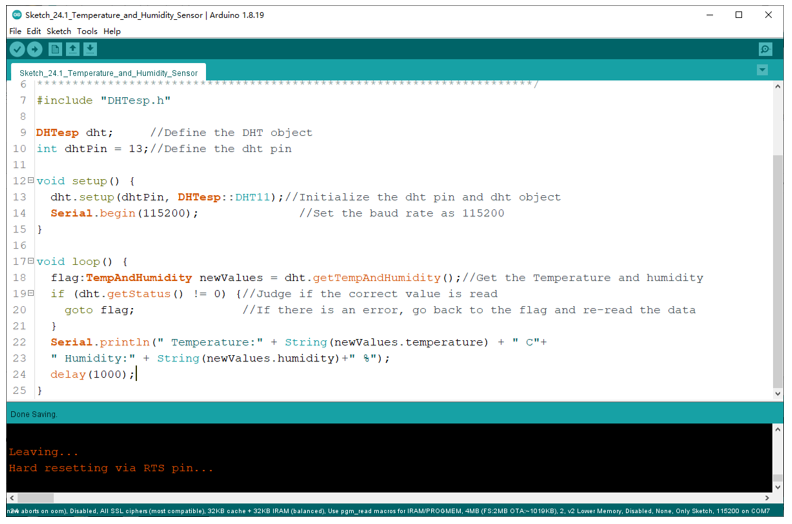 Sketch_24.1_Temperature_and_Humidity_Sensor | Arduino 1.8.19
File Edit Sketch Tools Help
Sketch_24.1_Temperature_and_Humidity_Sensor
6 **********************************************************************/
7 #include "DHTesp.h"
8
9 DHTesp dht;     //Define the DHT object
10 int dhtPin = 13;//Define the dht pin
11
12 void setup() {
13   dht.setup(dhtPin, DHTesp::DHT11);//Initialize the dht pin and dht object
14   Serial.begin(115200);              //Set the baud rate as 115200
15 }
16
17 void loop() {
18   flag:TempAndHumidity newValues = dht.getTempAndHumidity();//Get the Temperature and humidity
19   if (dht.getStatus() != 0) {//Judge if the correct value is read
20     goto flag;               //If there is an error, go back to the flag and re-read the data
21   }
22   Serial.println(" Temperature:" + String(newValues.temperature) + " C"+
23   " Humidity:" + String(newValues.humidity)+" %");
24   delay(1000);
25 }
Done Saving.
Leaving...
Hard resetting via RTS pin...
aborts on oom), Disabled, All SSL ciphers (most compatible), 32KB cache + 32KB IRAM (balanced), Use pgm_read macros for IRAM/PROGMEM, 4MB (FS:2MB OTA:~1019KB), 2, v2 Lower Memory, Disabled, None, Only Sketch, 115200 on COM7